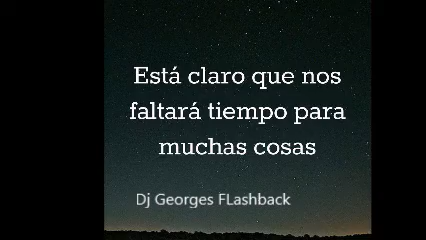 Está claro que nos
faltará tiempo para
muchas cosas
Dj Georges FLashback